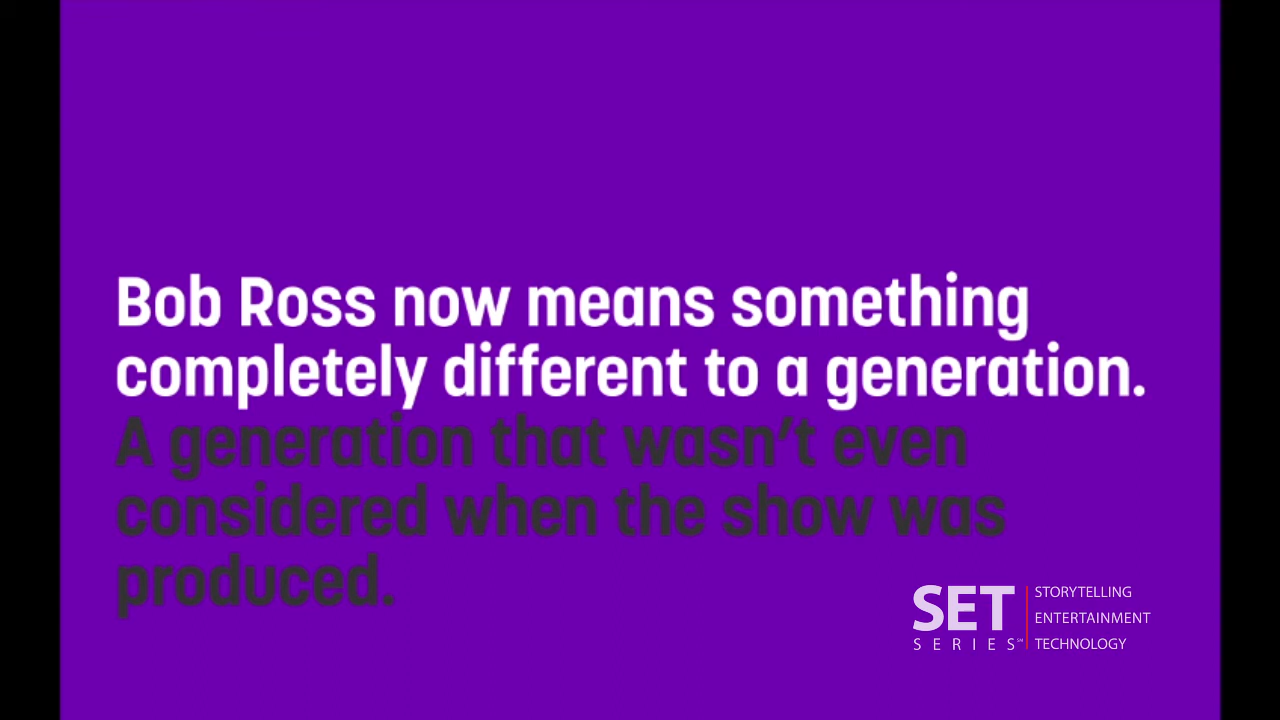 Bob Ross now means something
completely different to a generation.
A generation that wasn’t even
considered when the show was
produced.
SET
SERIES℠
STORYTELLING
ENTERTAINMENT
TECHNOLOGY